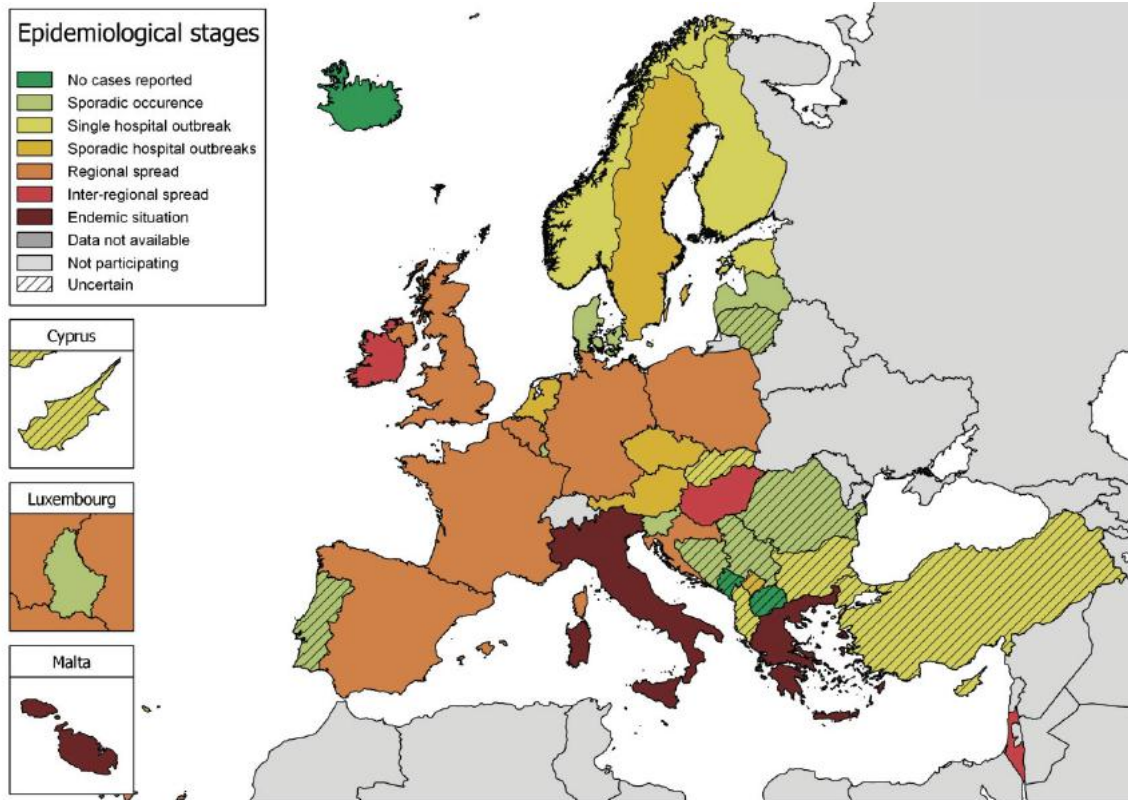 Epidemiological stages
No cases reported
Sporadic occurence
Single hospital outbreak
Sporadic hospital outbreaks
Regional spread
Inter-regional spread
Endemic situation
Data not available
Not participating
Uncertain
Cyprus
Luxembourg
Malta